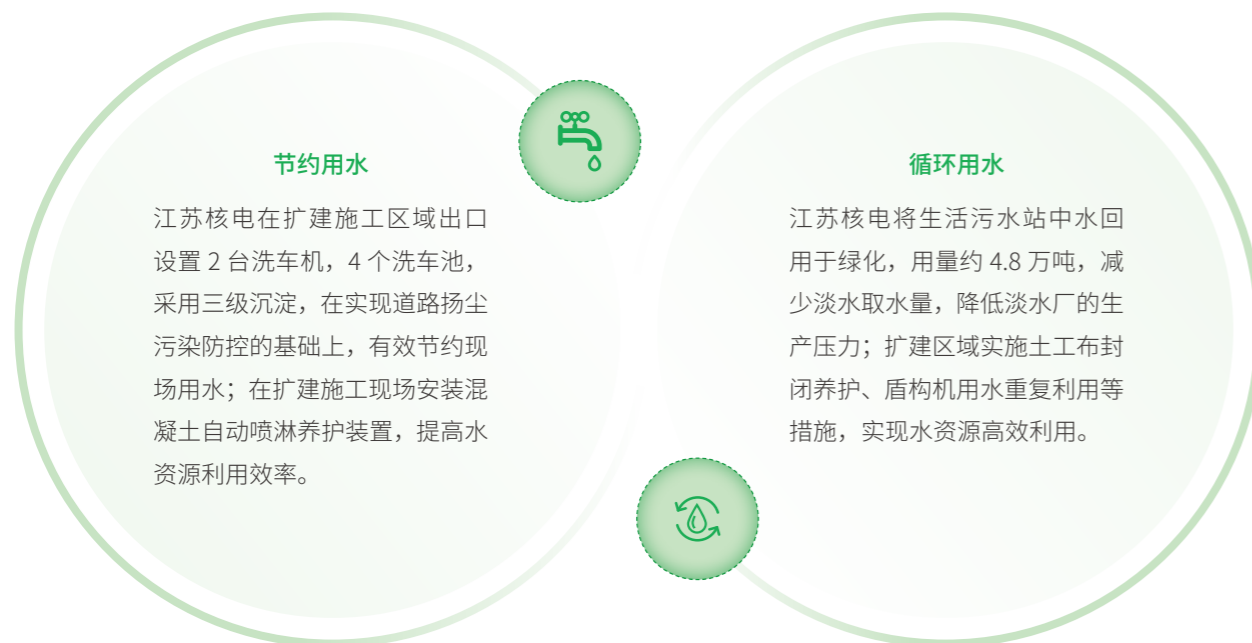 节约用水
江苏核电在扩建施工区域出口
设置 2 台洗车机，4 个洗车池，
采用三级沉淀，在实现道路扬尘
污染防控的基础上，有效节约现
场用水；在扩建施工现场安装混
凝土自动喷淋养护装置，提高水
资源利用效率。
循环用水
江苏核电将生活污水站中水回
用于绿化，用量约 4.8 万吨，减
少淡水取水量，降低淡水厂的生
产压力；扩建区域实施土工布封
闭养护、盾构机用水重复利用等
措施，实现水资源高效利用。